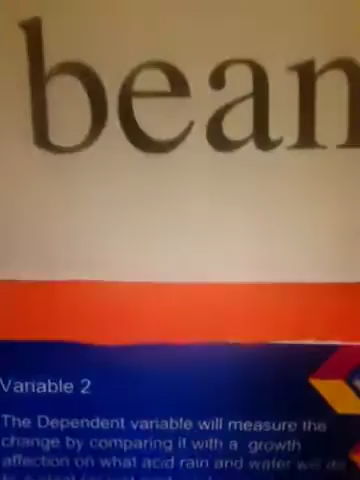 bean
Variable 2
The Dependent variable will measure the
change by comparing it with a growth
affection on what acid rain and water will do